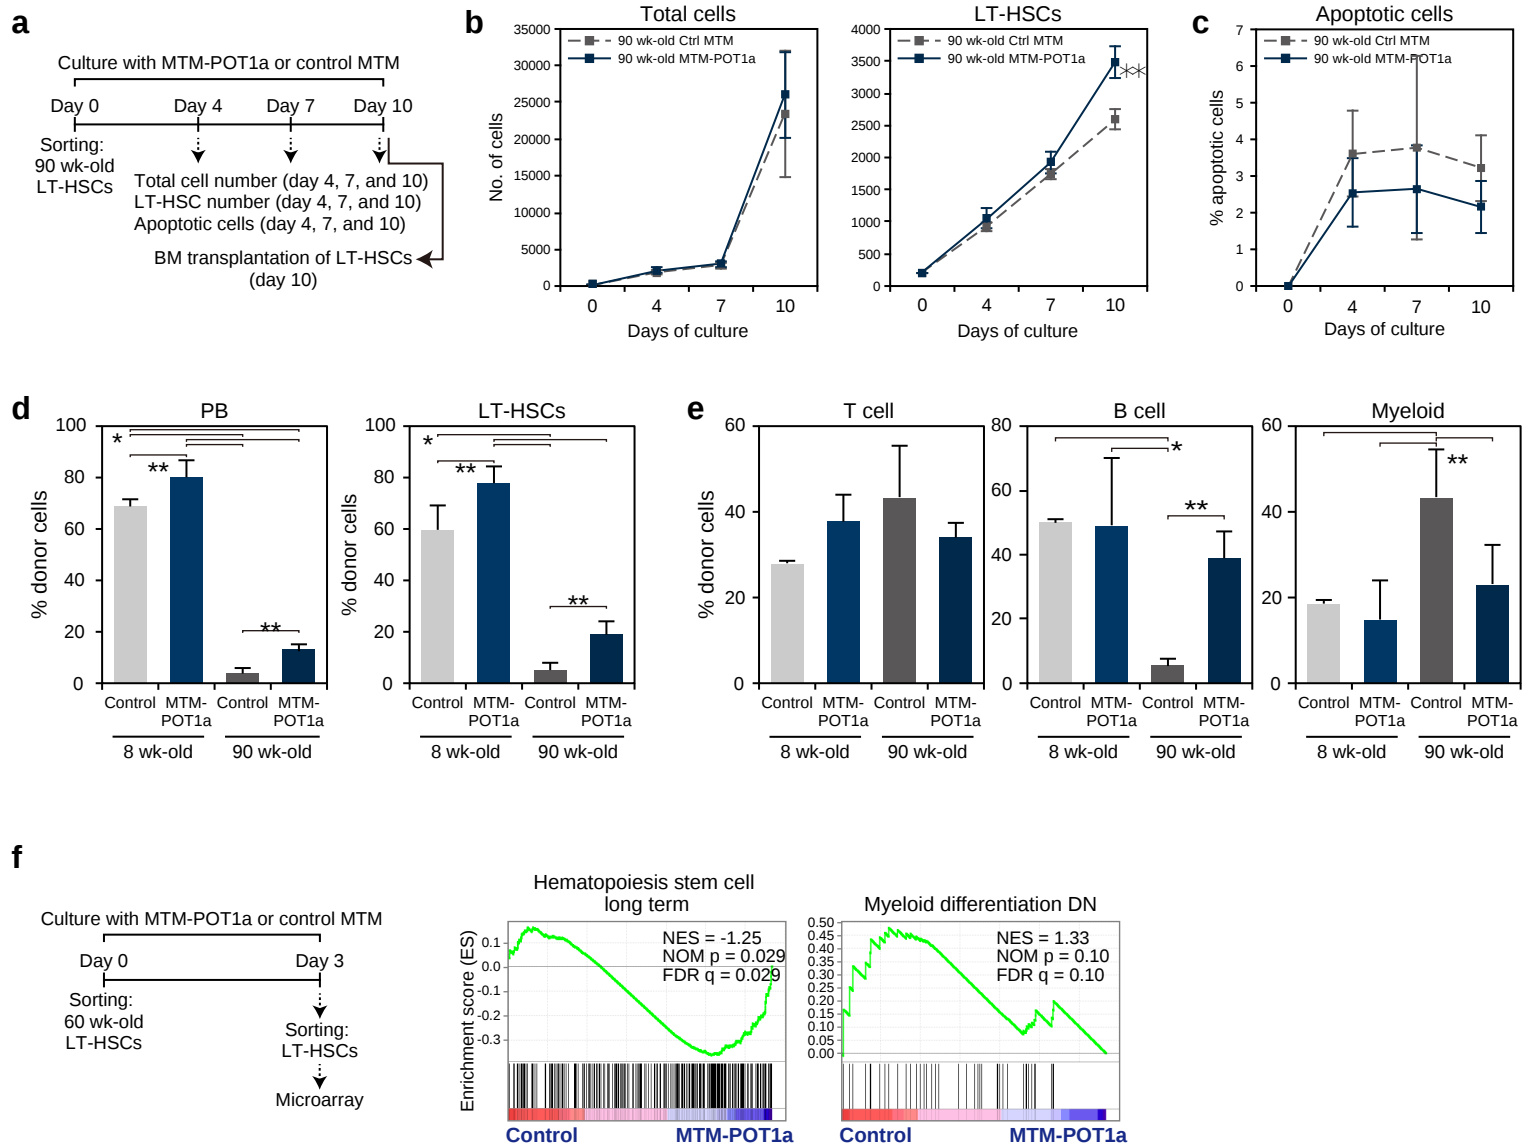 a
Culture with MTM-POT1a or control MTM
Day 0 Day 4 Day 7 Day 10
Sorting:
90 wk-old
LT-HSCs
Total cell number (day 4, 7, and 10)
LT-HSC number (day 4, 7, and 10)
Apoptotic cells (day 4, 7, and 10)
BM transplantation of LT-HSCs
(day 10)
b
Total cells
90 wk-old Ctrl MTM
90 wk-old MTM-POT1a
No. of cells
35000
30000
25000
20000
15000
10000
5000
0
0 4 7 10
Days of culture
LT-HSCs
90 wk-old Ctrl MTM
90 wk-old MTM-POT1a
4000
3500
3000
2500
2000
1500
1000
500
0
**
0 4 7 10
Days of culture
c
Apoptotic cells
90 wk-old Ctrl MTM
90 wk-old MTM-POT1a
% apoptotic cells
7
6
5
4
3
2
1
0
0 4 7 10
Days of culture
d
PB
% donor cells
100
80
60
40
20
0
*
**
**
Control MTM-POT1a Control MTM-POT1a
8 wk-old 90 wk-old
LT-HSCs
% donor cells
100
80
60
40
20
0
*
**
**
Control MTM-POT1a Control MTM-POT1a
8 wk-old 90 wk-old
e
T cell
% donor cells
60
40
20
0
Control MTM-POT1a Control MTM-POT1a
8 wk-old 90 wk-old
B cell
80
60
40
20
0
*
**
Control MTM-POT1a Control MTM-POT1a
8 wk-old 90 wk-old
Myeloid
60
40
20
0
**
Control MTM-POT1a Control MTM-POT1a
8 wk-old 90 wk-old
f
Culture with MTM-POT1a or control MTM
Day 0 Day 3
Sorting:
60 wk-old
LT-HSCs
Sorting:
LT-HSCs
Microarray
Hematopoiesis stem cell
long term
Enrichment score (ES)
0.1
0.0
-0.1
-0.2
-0.3
NES = -1.25
NOM p = 0.029
FDR q = 0.029
Control MTM-POT1a
Myeloid differentiation DN
0.50
0.45
0.40
0.35
0.30
0.25
0.20
0.15
0.10
0.05
0.00
NES = 1.33
NOM p = 0.10
FDR q = 0.10
Control MTM-POT1a